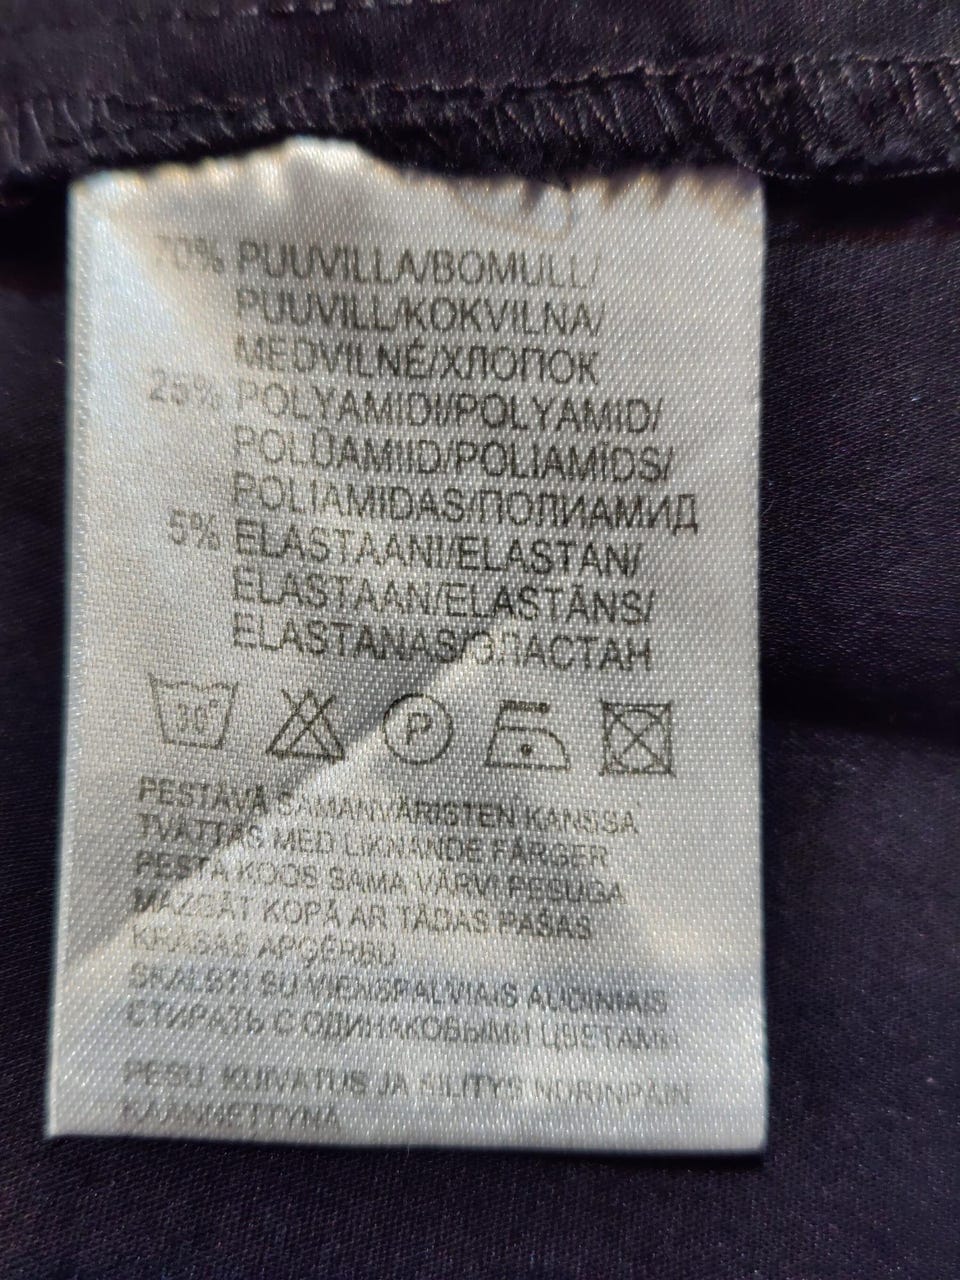 70% PUUVILLA/BOMULL/
PUUVILL/KOKVILNA/
MEDVILNĖ/ХЛОПОК
25% POLYAMIDI/POLYAMID/
POLÜAMIID/POLIAMĪDS/
POLIAMIDAS/ПОЛИАМИД
5% ELASTAANI/ELASTAN/
ELASTAAN/ELASTĀNS/
ELASTANAS/ЭЛАСТАН
30° P
PESTÄVÄ SAMANVÄRISTEN KANSSA
TVÄTTAS MED LIKNANDE FÄRGER
PESTA KOOS SAMA VÄRVI PESUGA
MAZGĀT KOPĀ AR TĀDAS PAŠAS
KRĀSAS APĢĒRBU
SKALBTI SU VIENSPALVIAIS AUDINIAIS
СТИРАТЬ С ОДИНАКОВЫМИ ЦВЕТАМИ
PESU, KUIVATUS JA SILITYS NURINPÄIN
KÄÄNNETTYNÄ